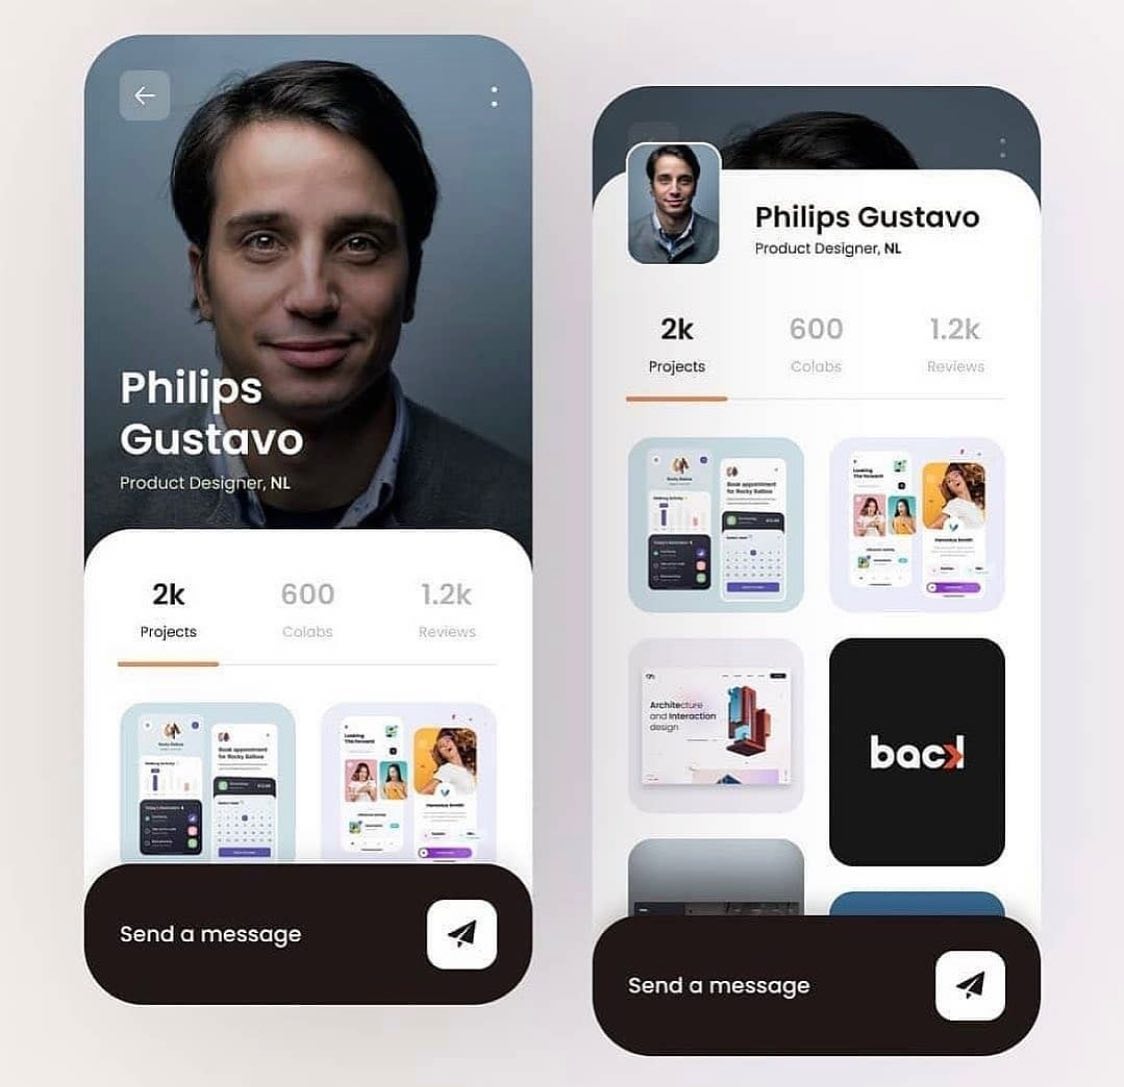 Philips
Gustavo
Product Designer, NL
2k
600
1.2k
Projects
Colabs
Reviews
Looking
The forward
Book appointment
for Rocky Balboa
Send a message
Philips Gustavo
Product Designer, NL
2k
600
1.2k
Projects
Colabs
Reviews
Book appointment
for Rocky Balboa
Looking
The forward
Architecture
and Interaction
design
back
Send a message